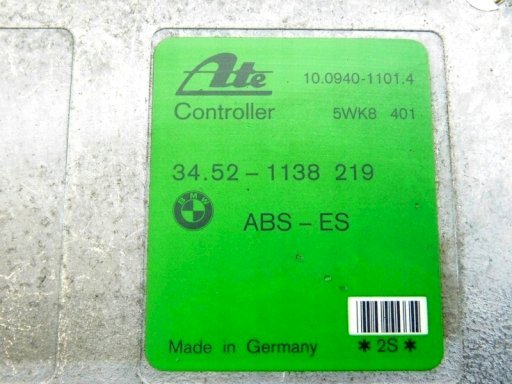 Ate 10.0940-1101.4
Controller 5WK8 401
34.52-1138 219
BMW ABS-ES
Made in Germany *2S*